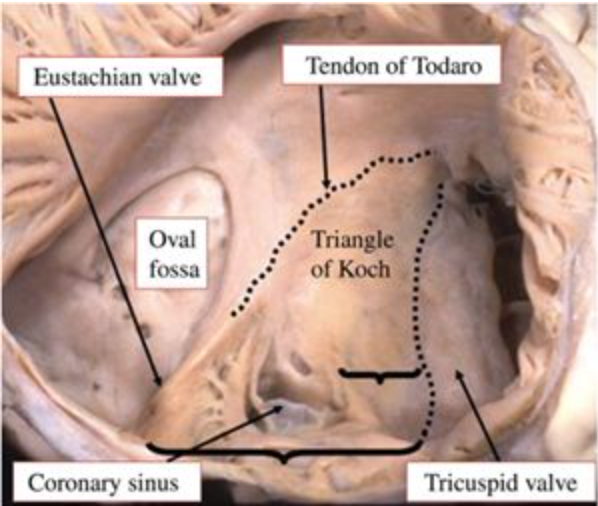 Eustachian valve
Tendon of Todaro
Oval
fossa
Triangle
of Koch
Coronary sinus
Tricuspid valve